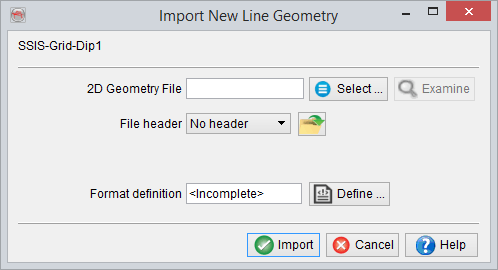 Import New Line Geometry
SSIS-Grid-Dip1
2D Geometry File Select ... Examine
File header No header
Format definition <Incomplete> Define ...
Import Cancel Help